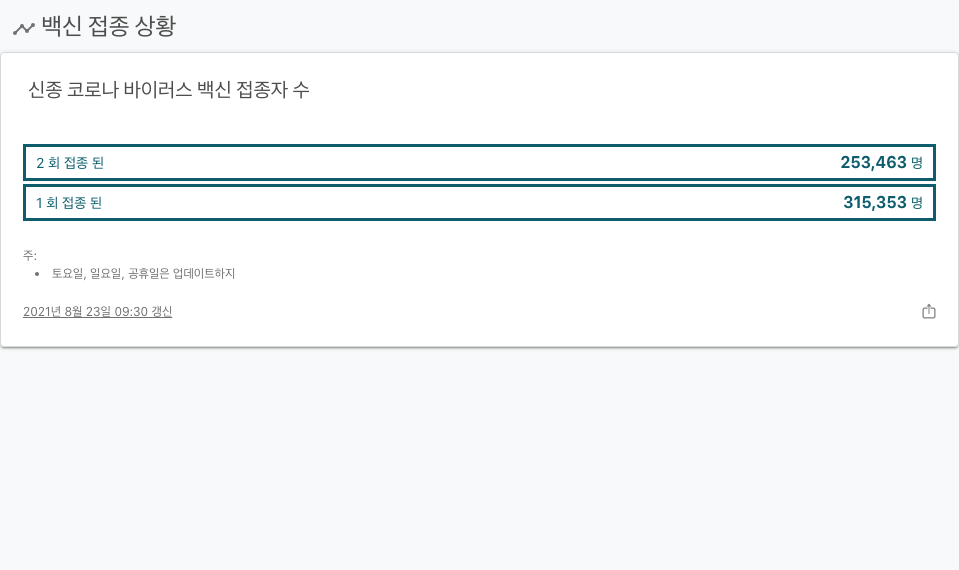 백신 접종 상황
신종 코로나 바이러스 백신 접종자 수
2 회 접종 된 253,463 명
1 회 접종 된 315,353 명
주:
• 토요일, 일요일, 공휴일은 업데이트하지
2021년 8월 23일 09:30 갱신